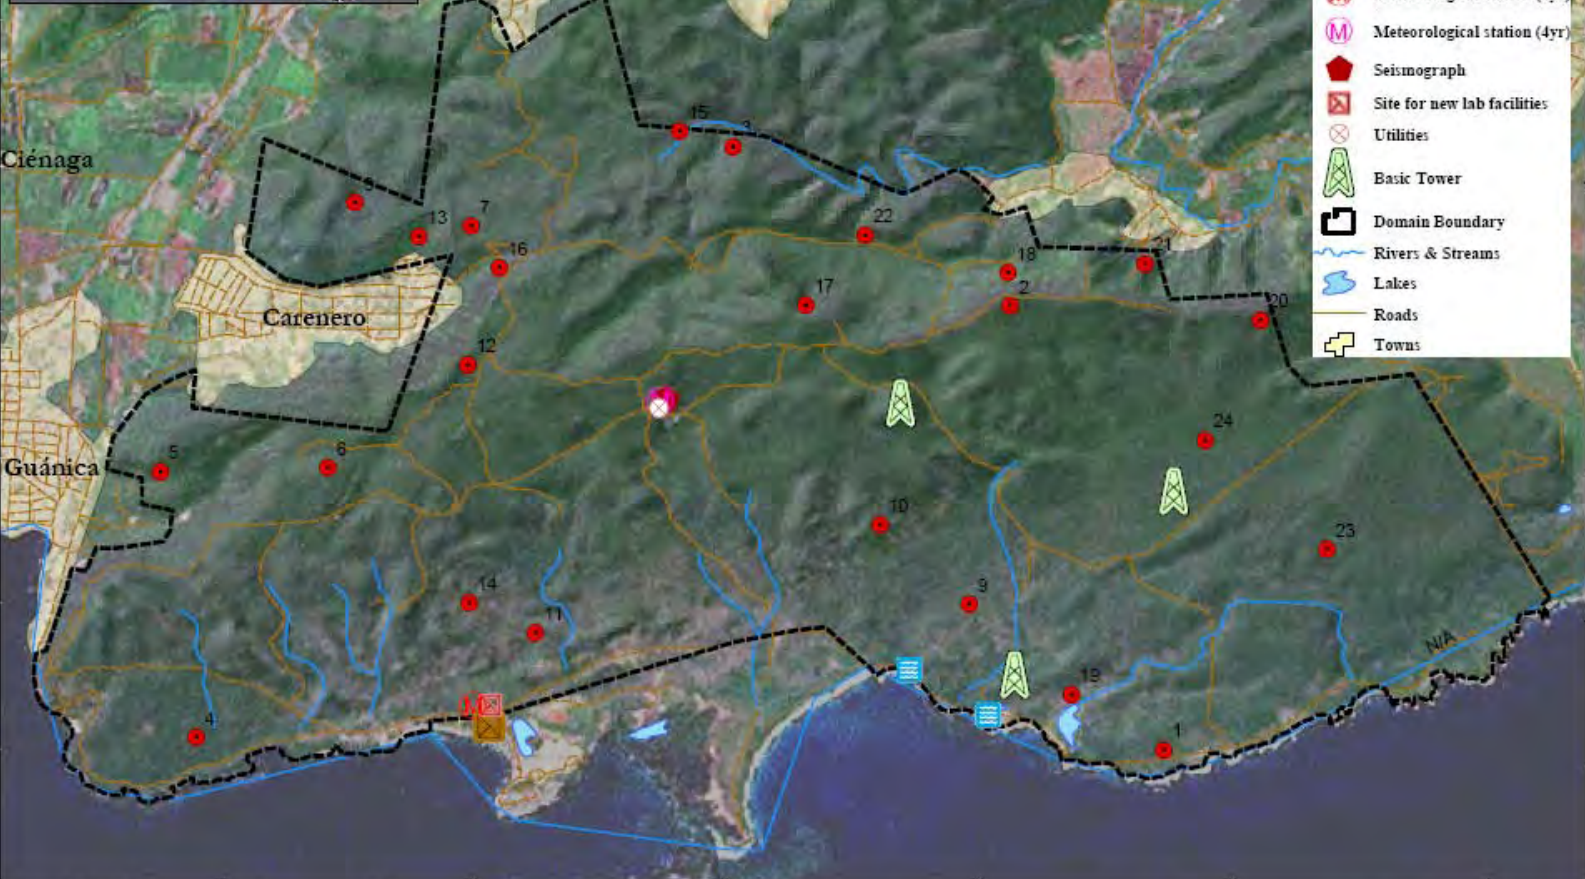 Meteorological station (4yr)
Seismograph
Site for new lab facilities
Utilities
Basic Tower
Domain Boundary
Rivers & Streams
Lakes
Roads
Towns
Ciénaga
Carenero
Guánica
15
3
13
7
22
16
21
18
17
2
20
12
24
5
6
10
23
14
9
11
19
4
1
N/A
M